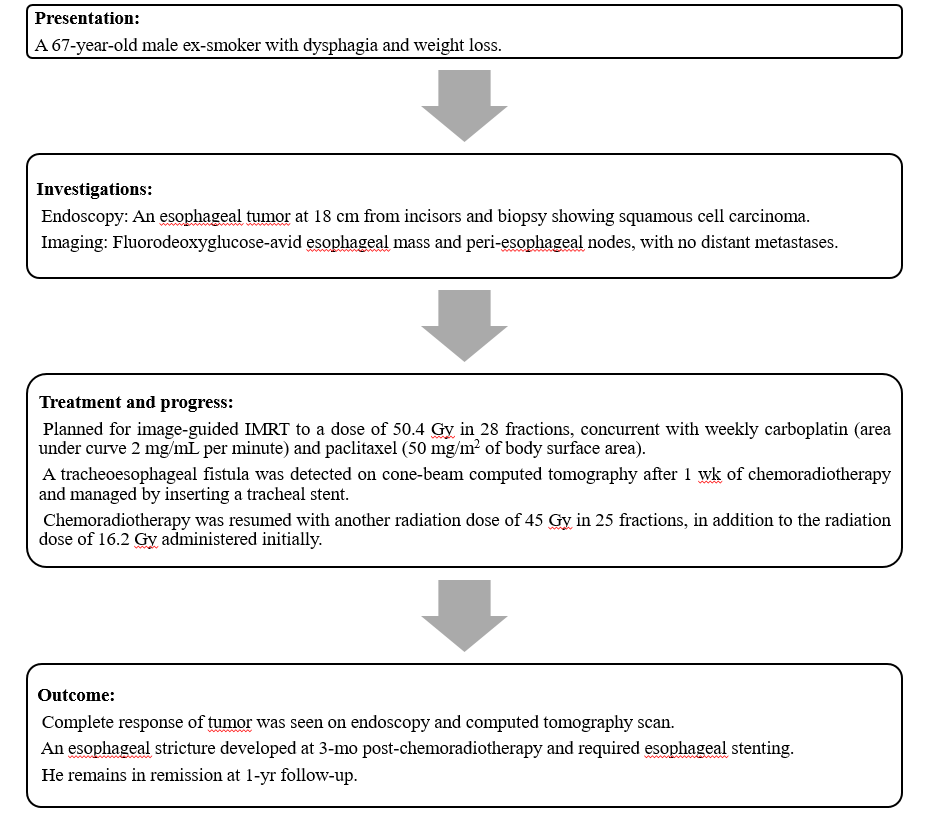 Presentation:
A 67-year-old male ex-smoker with dysphagia and weight loss.
Investigations:
Endoscopy: An esophageal tumor at 18 cm from incisors and biopsy showing squamous cell carcinoma.
Imaging: Fluorodeoxyglucose-avid esophageal mass and peri-esophageal nodes, with no distant metastases.
Treatment and progress:
Planned for image-guided IMRT to a dose of 50.4 Gy in 28 fractions, concurrent with weekly carboplatin (area
under curve 2 mg/mL per minute) and paclitaxel (50 mg/m² of body surface area).
A tracheoesophageal fistula was detected on cone-beam computed tomography after 1 wk of chemoradiotherapy
and managed by inserting a tracheal stent.
Chemoradiotherapy was resumed with another radiation dose of 45 Gy in 25 fractions, in addition to the radiation
dose of 16.2 Gy administered initially.
Outcome:
Complete response of tumor was seen on endoscopy and computed tomography scan.
An esophageal stricture developed at 3-mo post-chemoradiotherapy and required esophageal stenting.
He remains in remission at 1-yr follow-up.